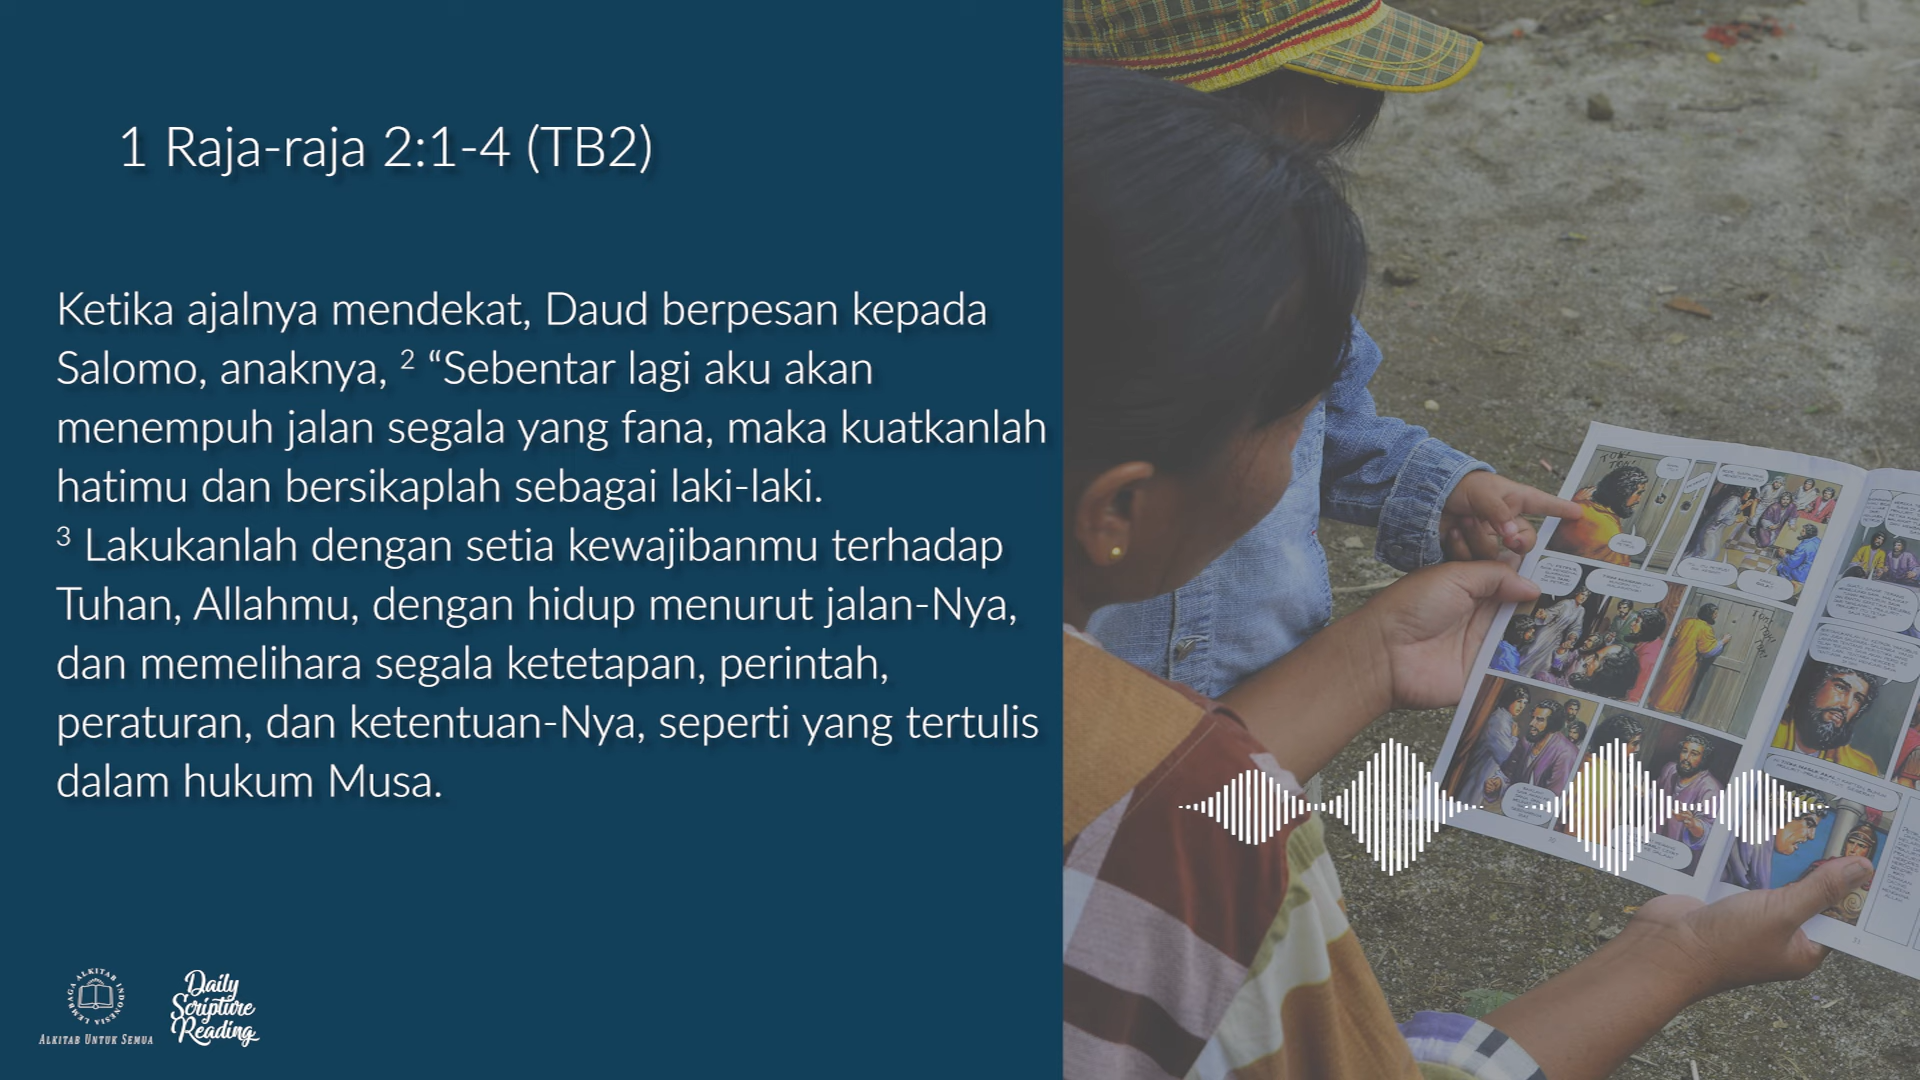 1 Raja-raja 2:1-4 (TB2)
Ketika ajalnya mendekat, Daud berpesan kepada
Salomo, anaknya, ² “Sebentar lagi aku akan
menempuh jalan segala yang fana, maka kuatkanlah
hatimu dan bersikaplah sebagai laki-laki.
³ Lakukanlah dengan setia kewajibanmu terhadap
Tuhan, Allahmu, dengan hidup menurut jalan-Nya,
dan memelihara segala ketetapan, perintah,
peraturan, dan ketentuan-Nya, seperti yang tertulis
dalam hukum Musa.
LEMBAGA ALKITAB INDONESIA
ALKITAB UNTUK SEMUA
Daily
Scripture
Reading